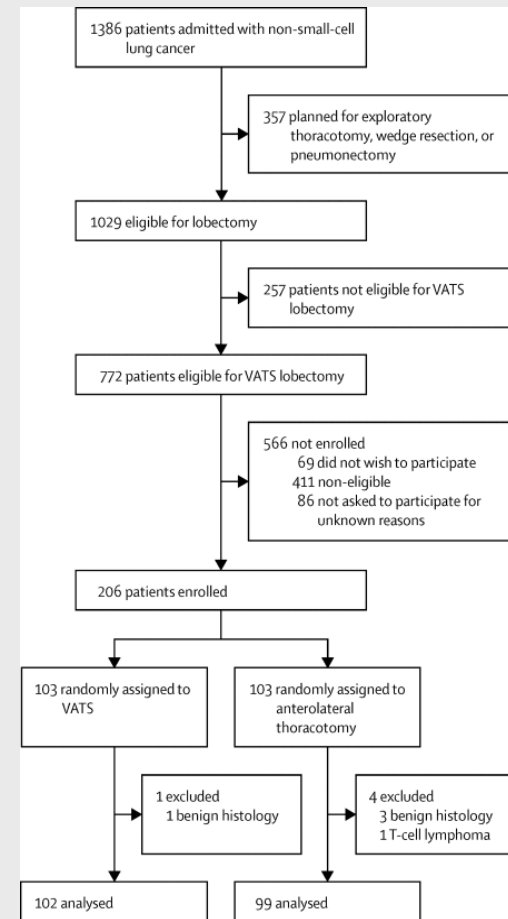 1386 patients admitted with non-small-cell
lung cancer
357 planned for exploratory
thoracotomy, wedge resection, or
pneumonectomy
1029 eligible for lobectomy
257 patients not eligible for VATS
lobectomy
772 patients eligible for VATS lobectomy
566 not enrolled
69 did not wish to participate
411 non-eligible
86 not asked to participate for
unknown reasons
206 patients enrolled
103 randomly assigned to
VATS
103 randomly assigned to
anterolateral
thoracotomy
1 excluded
1 benign histology
4 excluded
3 benign histology
1 T-cell lymphoma
102 analysed
99 analysed